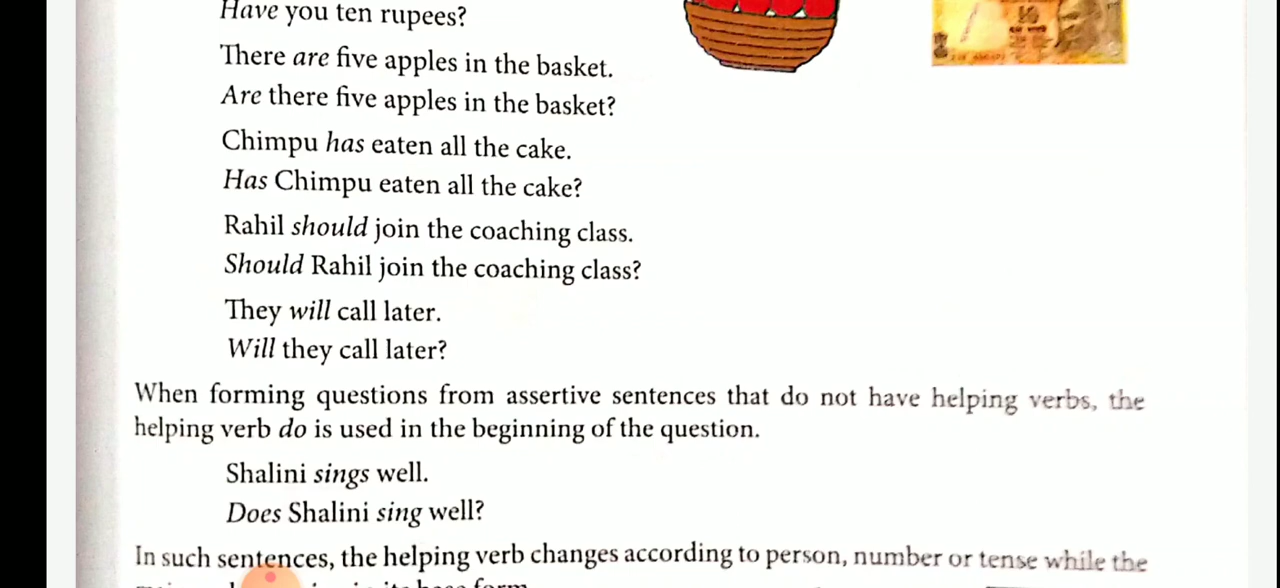 Have you ten rupees?
There are five apples in the basket.
Are there five apples in the basket?
Chimpu has eaten all the cake.
Has Chimpu eaten all the cake?
Rahil should join the coaching class.
Should Rahil join the coaching class?
They will call later.
Will they call later?
When forming questions from assertive sentences that do not have helping verbs, the
helping verb do is used in the beginning of the question.
Shalini sings well.
Does Shalini sing well?
In such sentences, the helping verb changes according to person, number or tense while the
in its base form